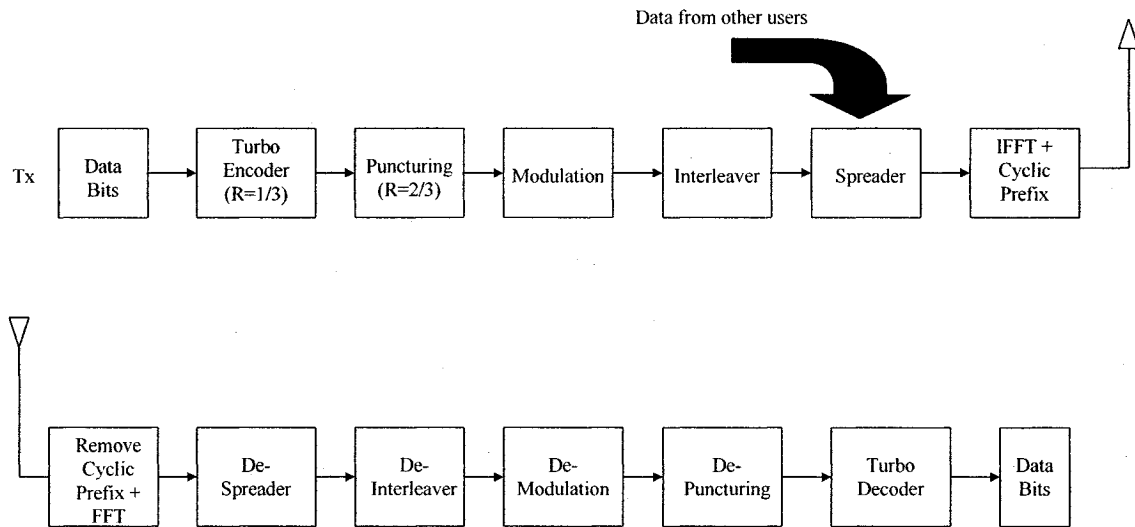 Data from other users
Tx
Data
Bits
Turbo
Encoder
(R=1/3)
Puncturing
(R=2/3)
Modulation
Interleaver
Spreader
IFFT +
Cyclic
Prefix
Remove
Cyclic
Prefix +
FFT
De-
Spreader
De-
Interleaver
De-
Modulation
De-
Puncturing
Turbo
Decoder
Data
Bits